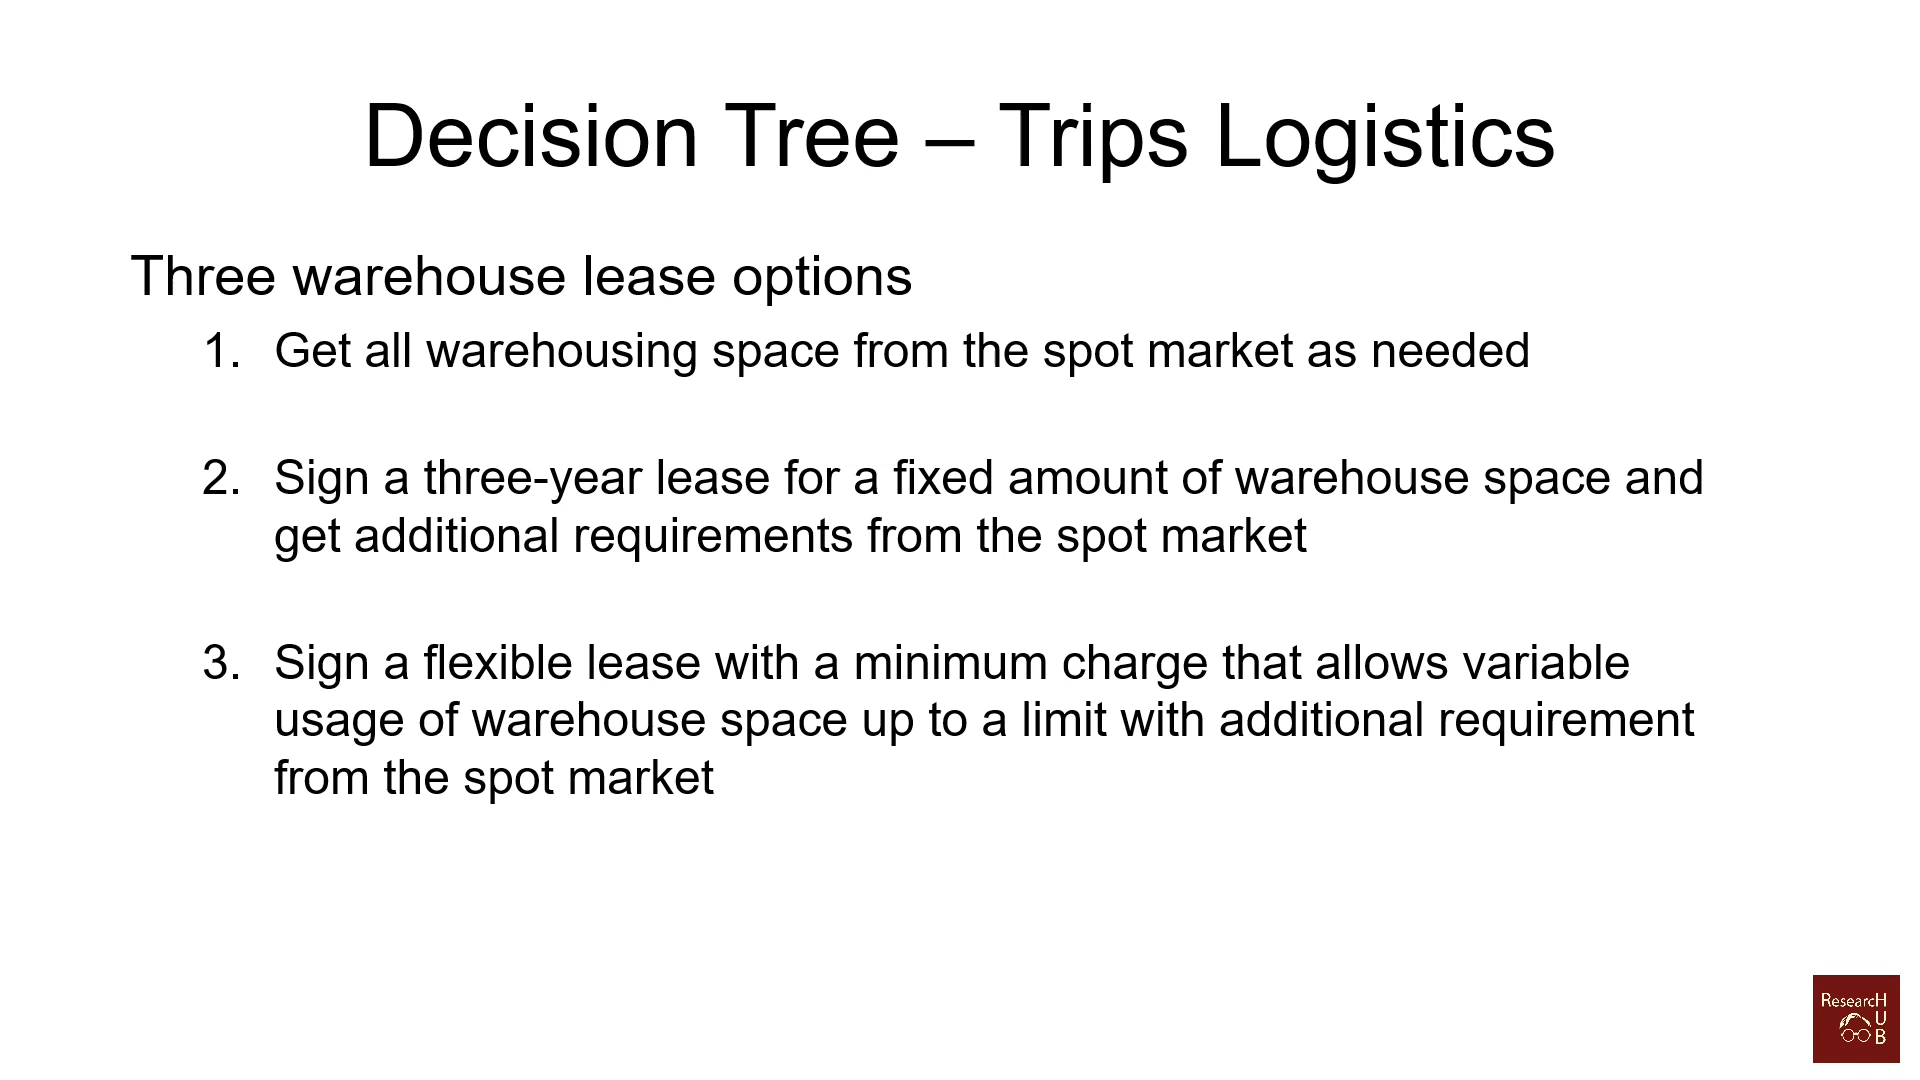 Decision Tree – Trips Logistics
Three warehouse lease options
1. Get all warehousing space from the spot market as needed
2. Sign a three-year lease for a fixed amount of warehouse space and
get additional requirements from the spot market
3. Sign a flexible lease with a minimum charge that allows variable
usage of warehouse space up to a limit with additional requirement
from the spot market
ResearcH
U
B